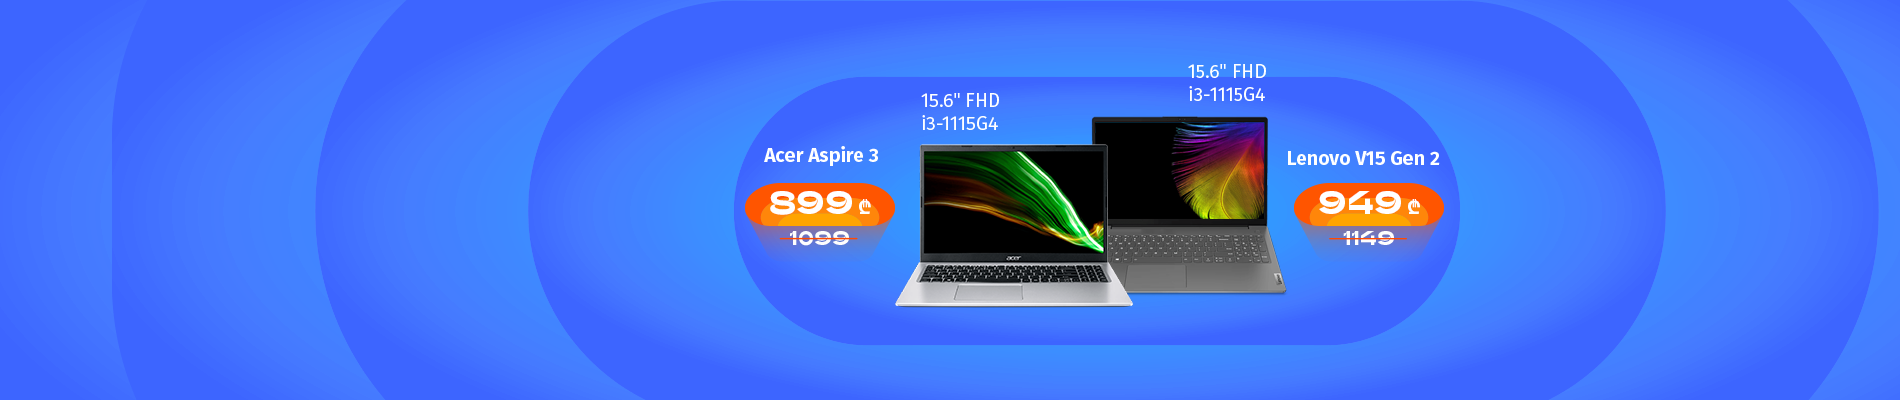 15.6" FHD
i3-1115G4
Acer Aspire 3
899 ₾
1099
acer
15.6" FHD
i3-1115G4
Lenovo V15 Gen 2
949 ₾
1149